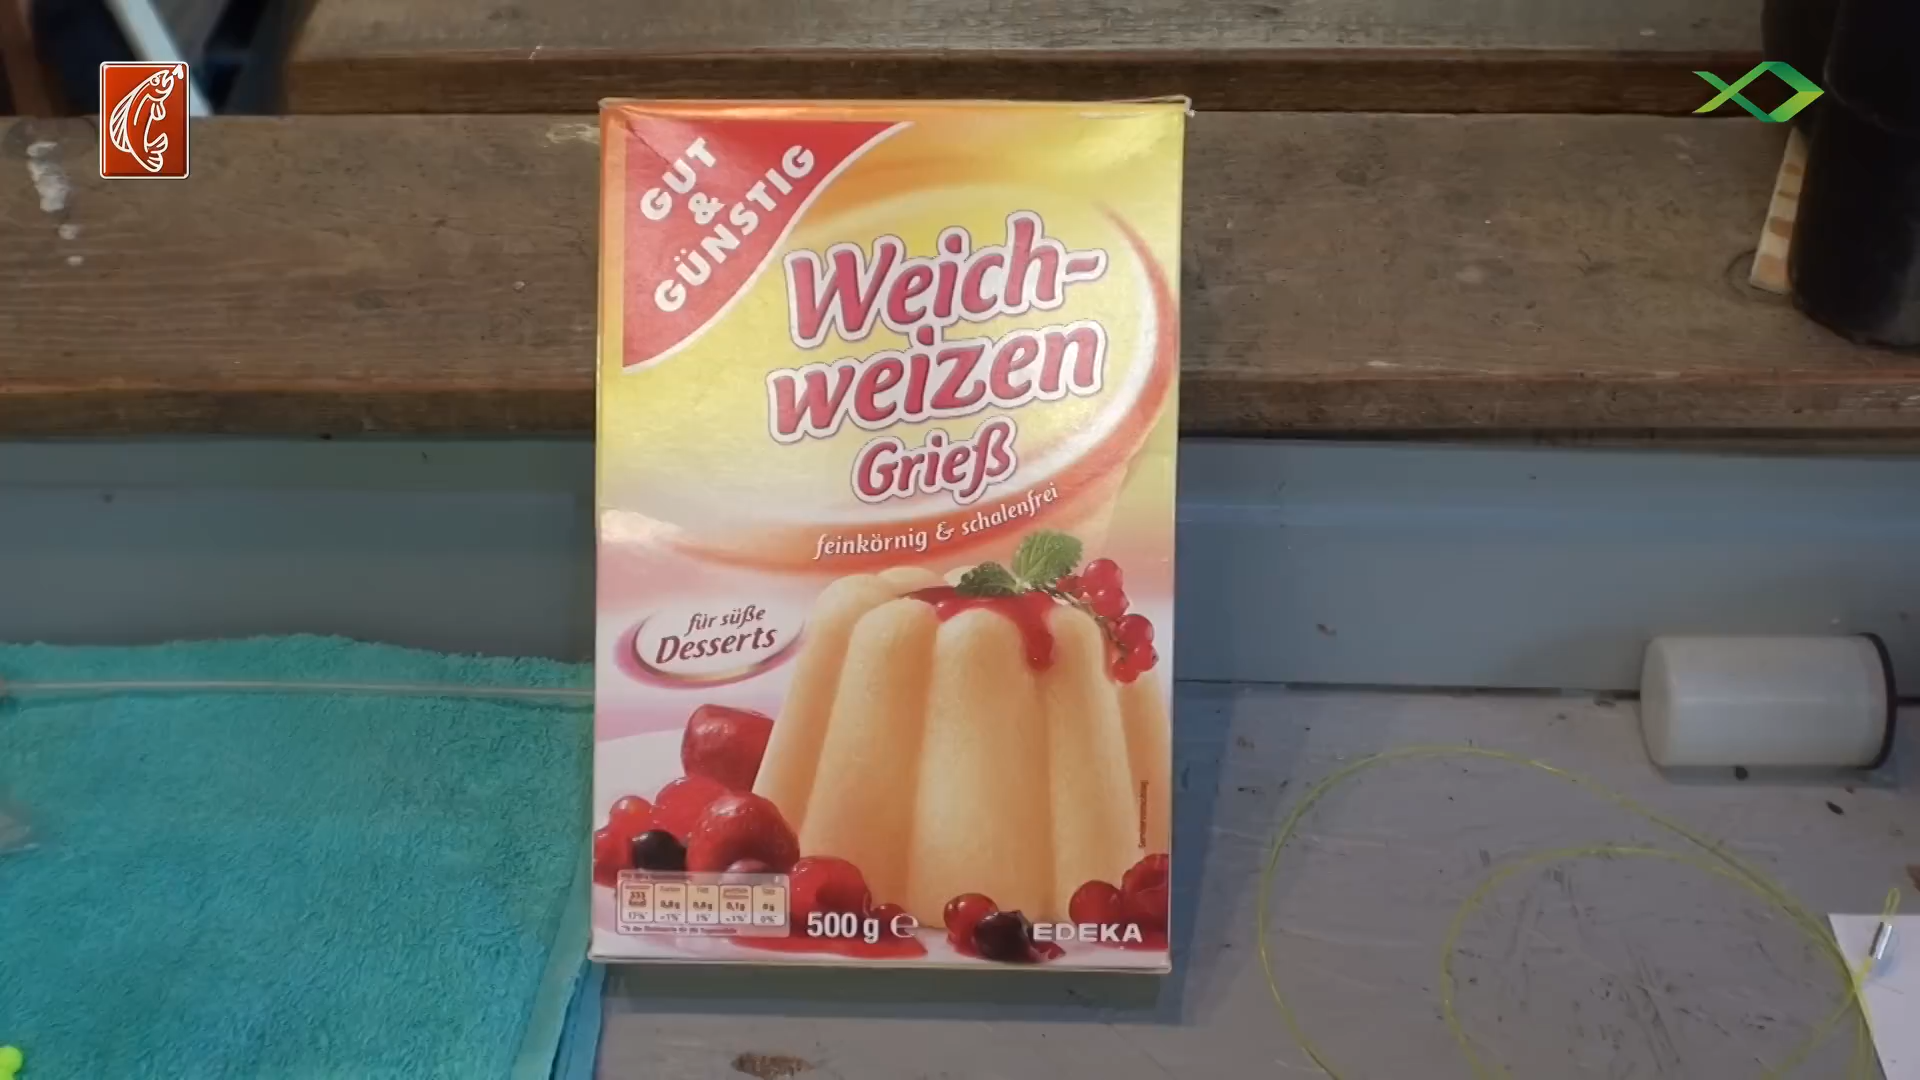 GUT
&
GÜNSTIG
Weich-
weizen
Grieß
feinkörnig & schalenfrei
für süße
Desserts
500 g e
EDEKA